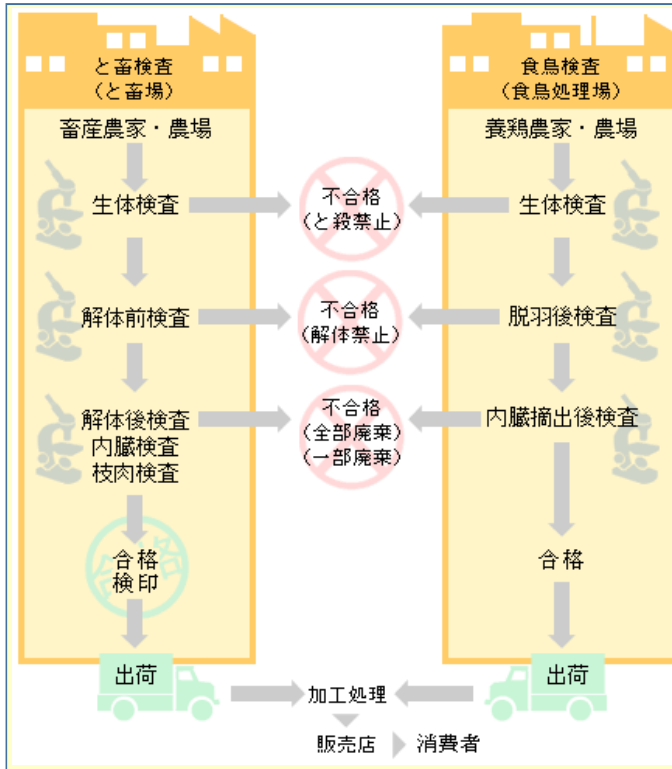 と畜検査
(と畜場)
畜産農家・農場
生体検査
解体前検査
解体後検査
内臓検査
枝肉検査
合格
検印
出荷
不合格
(と殺禁止)
不合格
(解体禁止)
不合格
(全部廃棄)
(一部廃棄)
食鳥検査
(食鳥処理場)
養鶏農家・農場
生体検査
脱羽後検査
内臓摘出後検査
合格
出荷
加工処理
販売店
消費者
合格